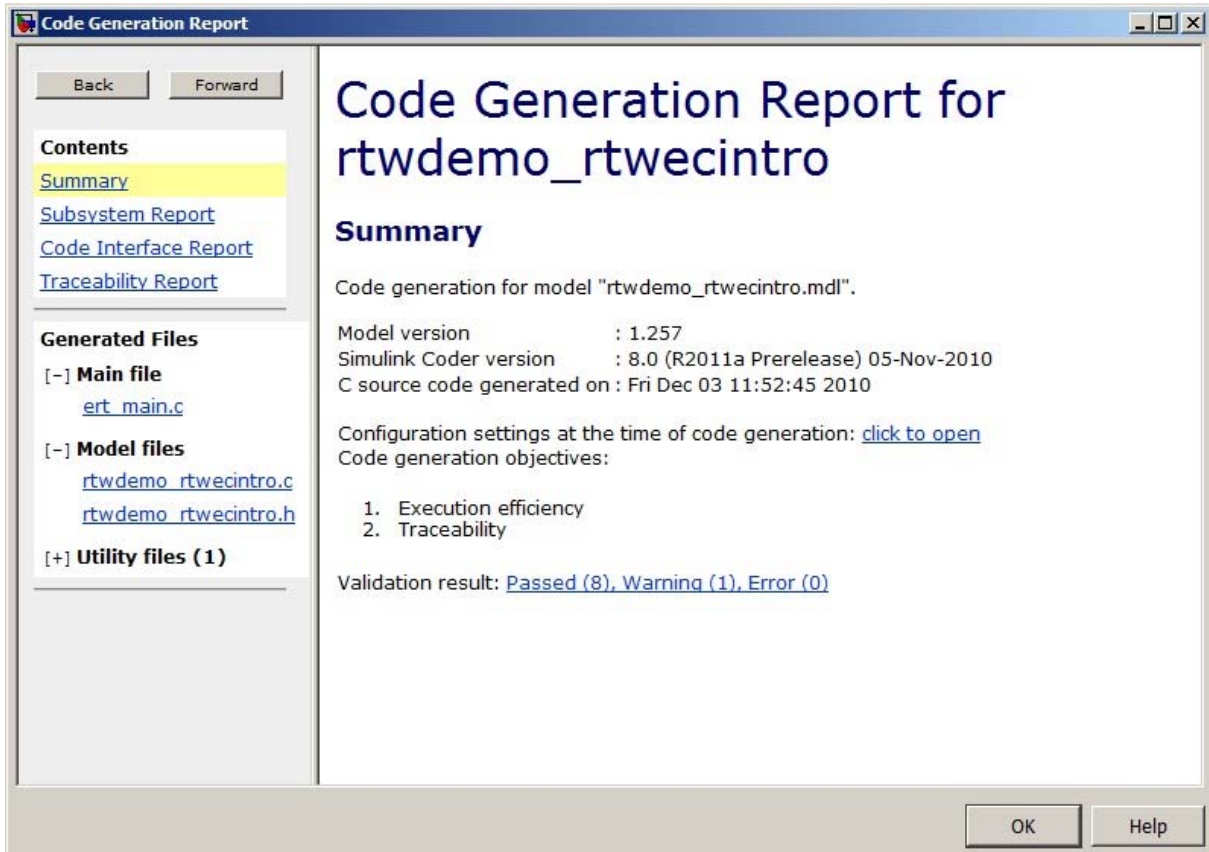 Code Generation Report
Back
Forward
Contents
Summary
Subsystem Report
Code Interface Report
Traceability Report
Generated Files
[-] Main file
ert_main.c
[-] Model files
rtwdemo_rtwecintro.c
rtwdemo_rtwecintro.h
[+] Utility files (1)
Code Generation Report for
rtwdemo_rtwecintro
Summary
Code generation for model "rtwdemo_rtwecintro.mdl".
Model version : 1.257
Simulink Coder version : 8.0 (R2011a Prerelease) 05-Nov-2010
C source code generated on : Fri Dec 03 11:52:45 2010
Configuration settings at the time of code generation: click to open
Code generation objectives:
1. Execution efficiency
2. Traceability
Validation result: Passed (8), Warning (1), Error (0)
OK
Help